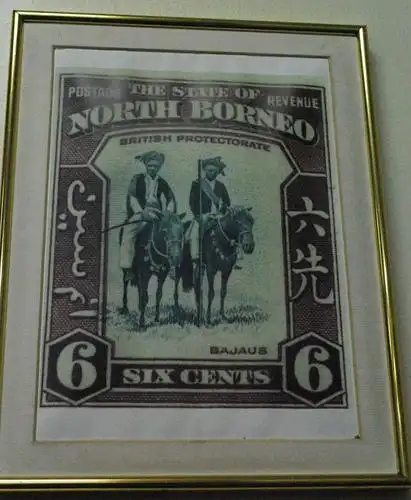 POSTAGE THE STATE OF REVENUE
NORTH BORNEO
BRITISH PROTECTORATE
六先
BAJAUS
6 SIX CENTS 6